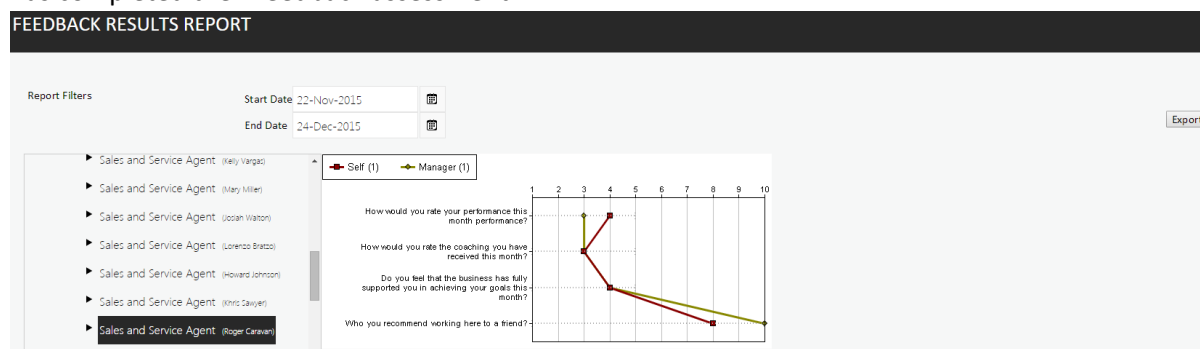 FEEDBACK RESULTS REPORT
Report Filters
Start Date 22-Nov-2015
End Date 24-Dec-2015
Export
Sales and Service Agent (Kelly Vargas)
Sales and Service Agent (Mary Miller)
Sales and Service Agent (Josiah Walton)
Sales and Service Agent (Lorenzo Bratzo)
Sales and Service Agent (Howard Johnson)
Sales and Service Agent (Khris Sawyer)
Sales and Service Agent (Roger Caravan)
Self (1) Manager (1)
1 2 3 4 5 6 7 8 9 10
How would you rate your performance this
month performance?
How would you rate the coaching you have
received this month?
Do you feel that the business has fully
supported you in achieving your goals this
month?
Who you recommend working here to a friend?